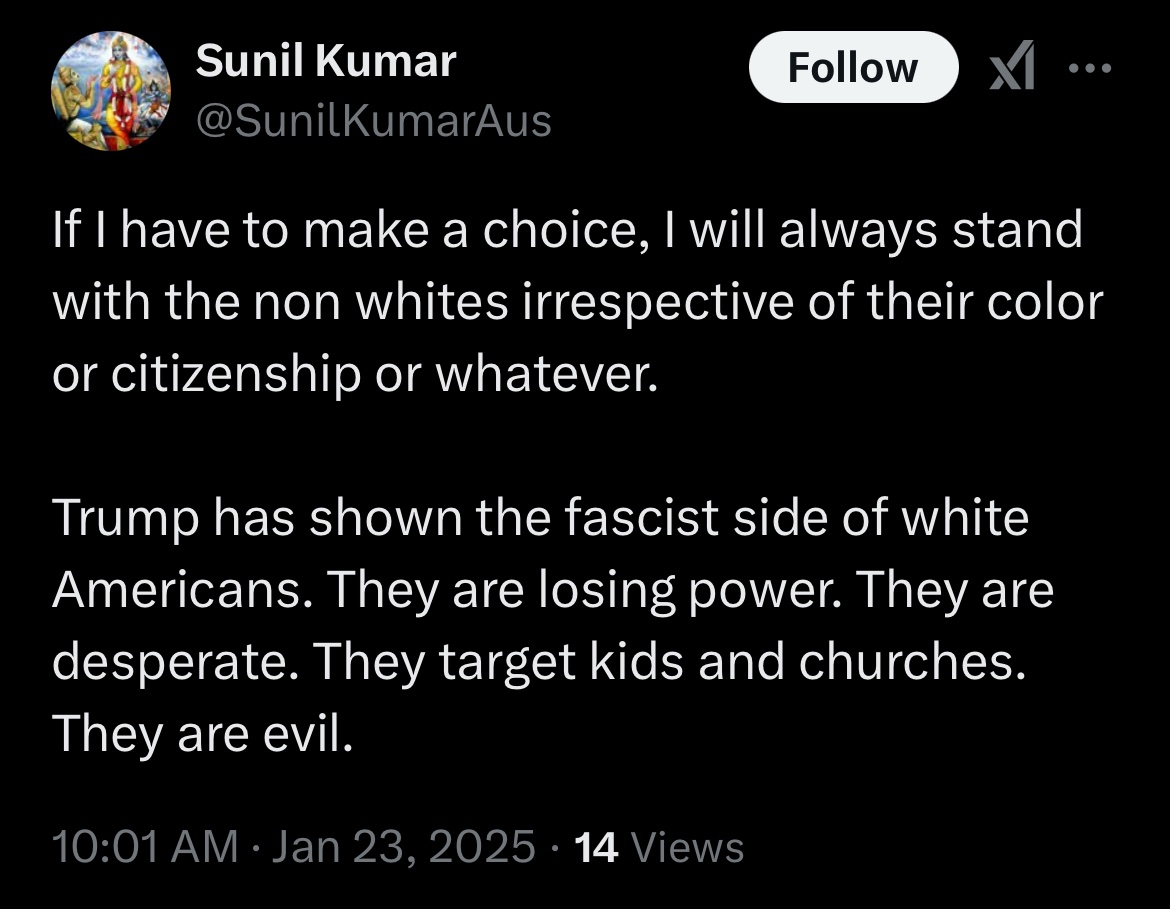 Sunil Kumar
@SunilKumarAus
Follow
If I have to make a choice, I will always stand
with the non whites irrespective of their color
or citizenship or whatever.
Trump has shown the fascist side of white
Americans. They are losing power. They are
desperate. They target kids and churches.
They are evil.
10:01 AM · Jan 23, 2025 · 14 Views